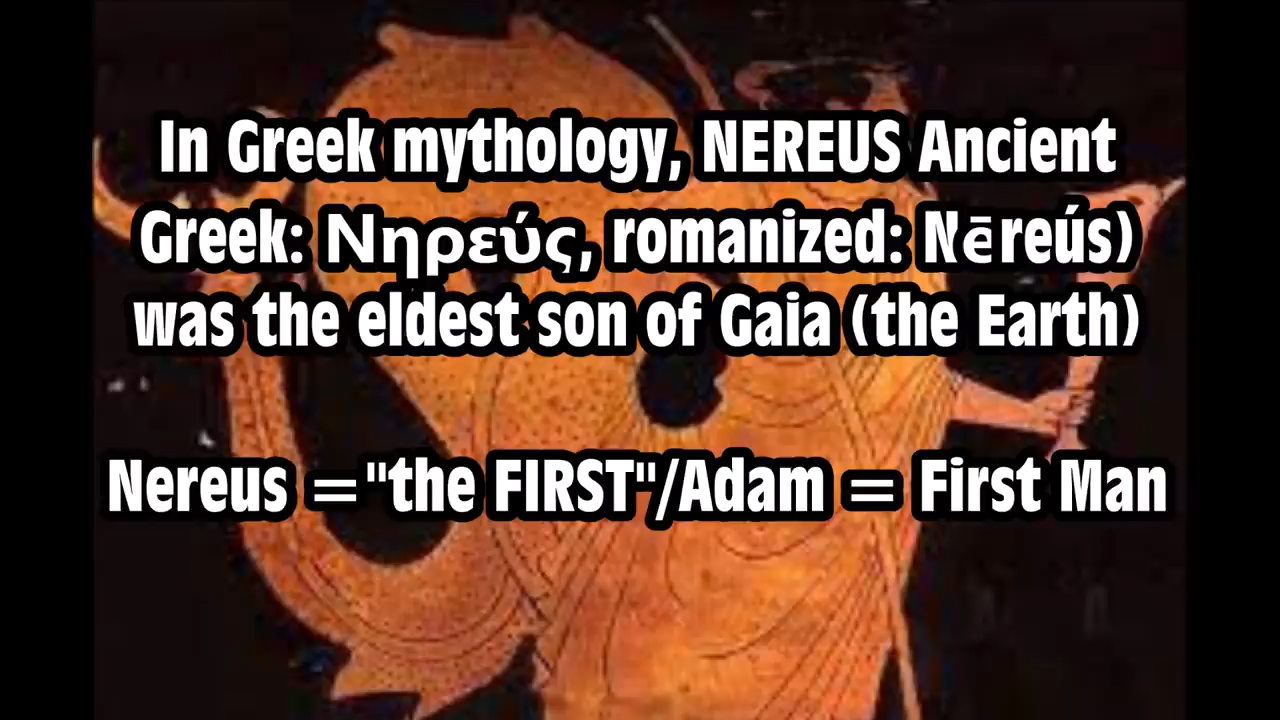 In Greek mythology, NEREUS Ancient
Greek: Νηρεύς, romanized: Nēreús)
was the eldest son of Gaia (the Earth)
Nereus ="the FIRST"/Adam = First Man